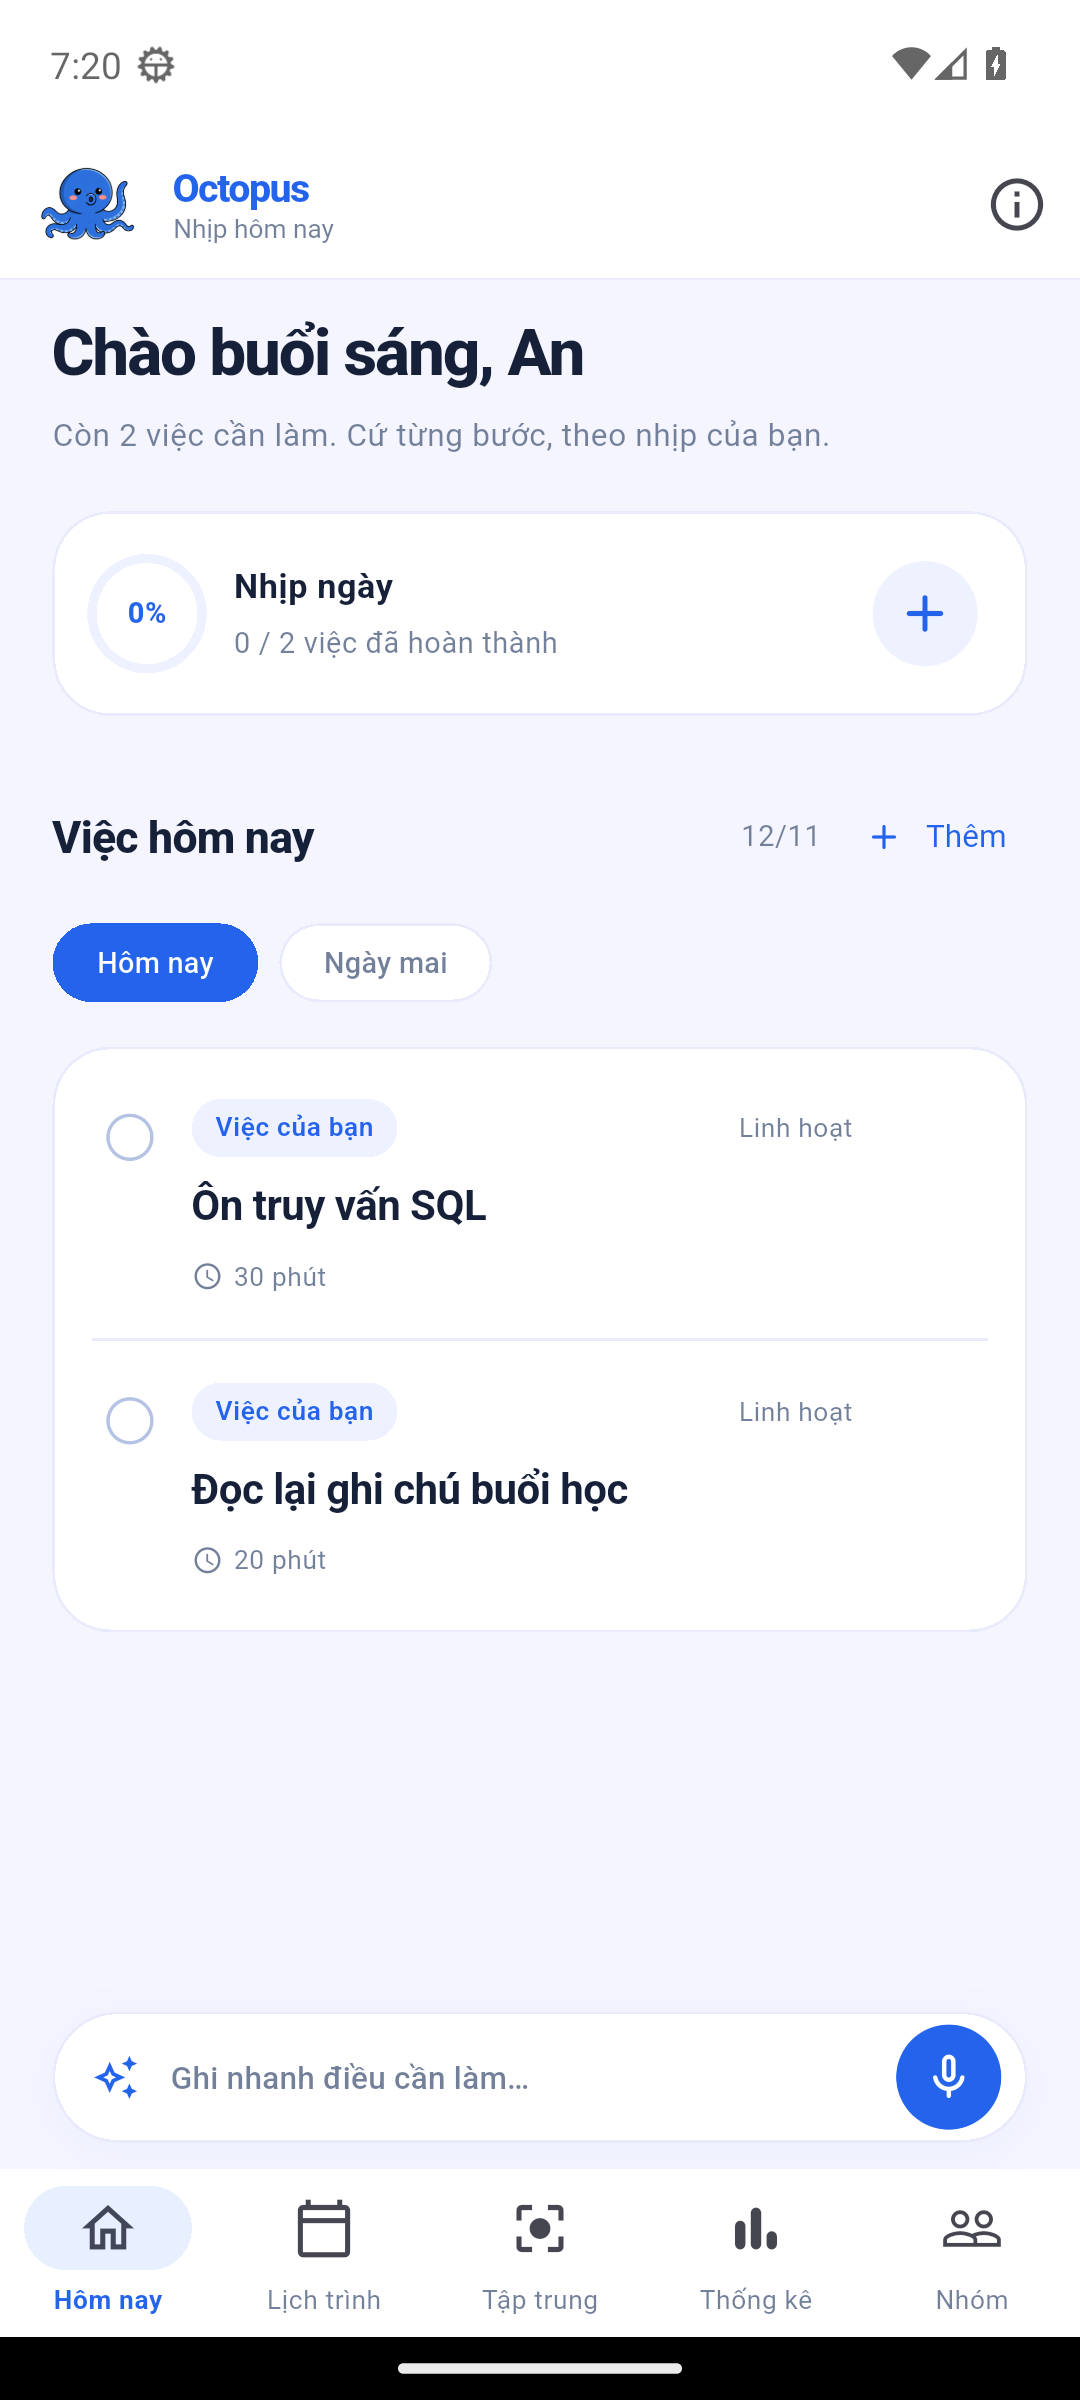 7:20
Octopus
Nhịp hôm nay
Chào buổi sáng, An
Còn 2 việc cần làm. Cứ từng bước, theo nhịp của bạn.
0%
Nhịp ngày
0 / 2 việc đã hoàn thành
Việc hôm nay
12/11
Thêm
Hôm nay
Ngày mai
Việc của bạn
Linh hoạt
Ôn truy vấn SQL
30 phút
Việc của bạn
Linh hoạt
Đọc lại ghi chú buổi học
20 phút
Ghi nhanh điều cần làm…
Hôm nay
Lịch trình
Tập trung
Thống kê
Nhóm